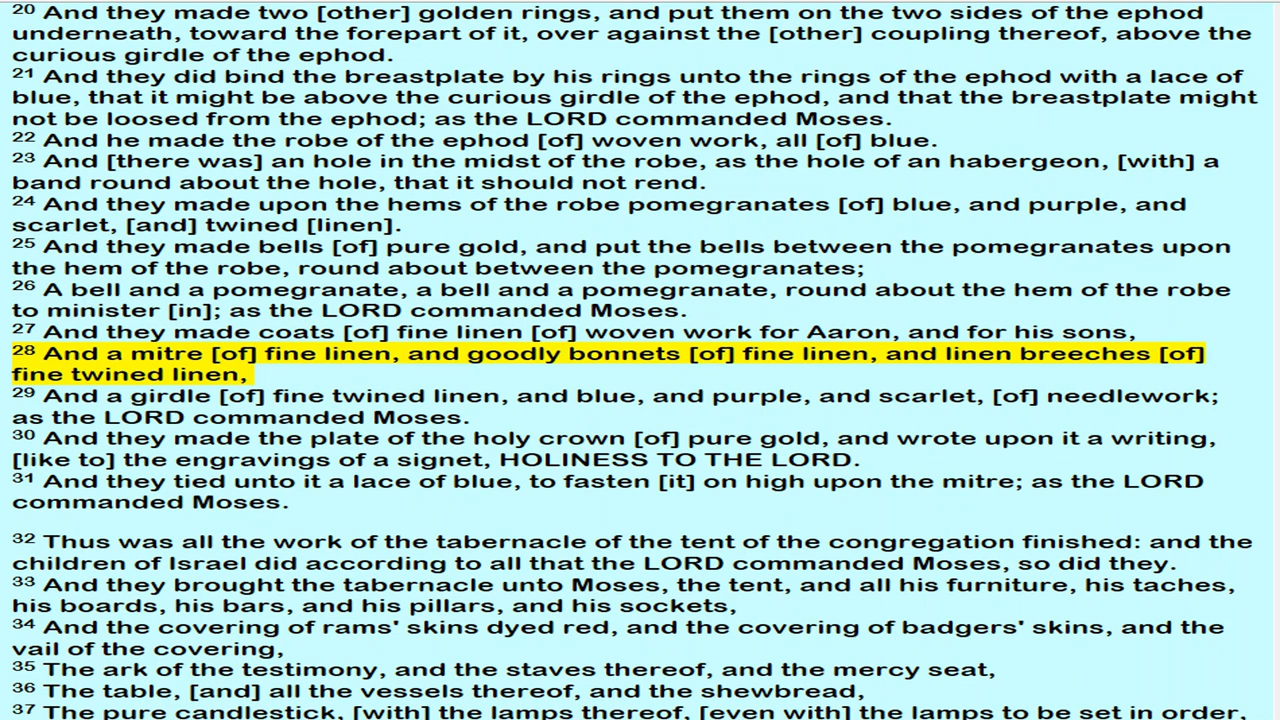 20 And they made two [other] golden rings, and put them on the two sides of the ephod
underneath, toward the forepart of it, over against the [other] coupling thereof, above the
curious girdle of the ephod.
21 And they did bind the breastplate by his rings unto the rings of the ephod with a lace of
blue, that it might be above the curious girdle of the ephod, and that the breastplate might
not be loosed from the ephod; as the LORD commanded Moses.
22 And he made the robe of the ephod [of] woven work, all [of] blue.
23 And [there was] an hole in the midst of the robe, as the hole of an habergeon, [with] a
band round about the hole, that it should not rend.
24 And they made upon the hems of the robe pomegranates [of] blue, and purple, and
scarlet, [and] twined [linen].
25 And they made bells [of] pure gold, and put the bells between the pomegranates upon
the hem of the robe, round about between the pomegranates;
26 A bell and a pomegranate, a bell and a pomegranate, round about the hem of the robe
to minister [in]; as the LORD commanded Moses.
27 And they made coats [of] fine linen [of] woven work for Aaron, and for his sons,
28 And a mitre [of] fine linen, and goodly bonnets [of] fine linen, and linen breeches [of]
fine twined linen,
29 And a girdle [of] fine twined linen, and blue, and purple, and scarlet, [of] needlework;
as the LORD commanded Moses.
30 And they made the plate of the holy crown [of] pure gold, and wrote upon it a writing,
[like to] the engravings of a signet, HOLINESS TO THE LORD.
31 And they tied unto it a lace of blue, to fasten [it] on high upon the mitre; as the LORD
commanded Moses.
32 Thus was all the work of the tabernacle of the tent of the congregation finished: and the
children of Israel did according to all that the LORD commanded Moses, so did they.
33 And they brought the tabernacle unto Moses, the tent, and all his furniture, his taches,
his boards, his bars, and his pillars, and his sockets,
34 And the covering of rams' skins dyed red, and the covering of badgers' skins, and the
vail of the covering,
35 The ark of the testimony, and the staves thereof, and the mercy seat,
36 The table, [and] all the vessels thereof, and the shewbread,
37 The pure candlestick, [with] the lamps thereof, [even with] the lamps to be set in order,